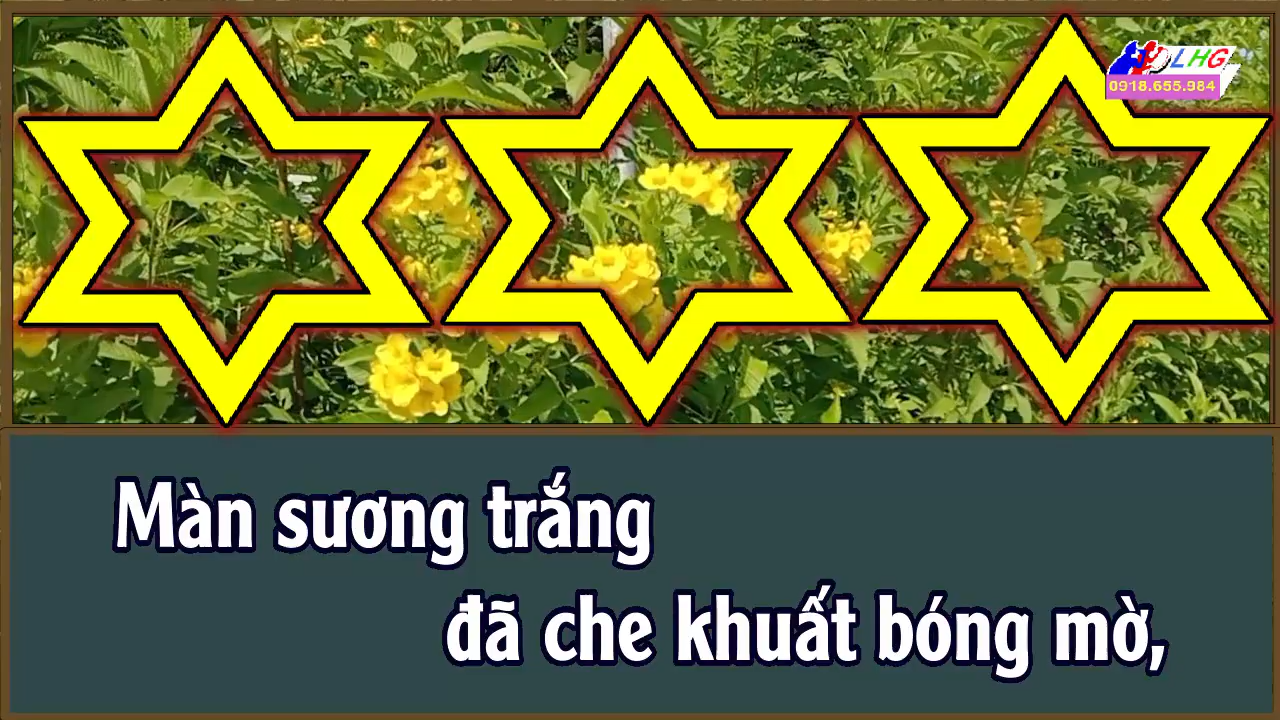 LHG
0918.655.984
Màn sương trắng
đã che khuất bóng mờ,